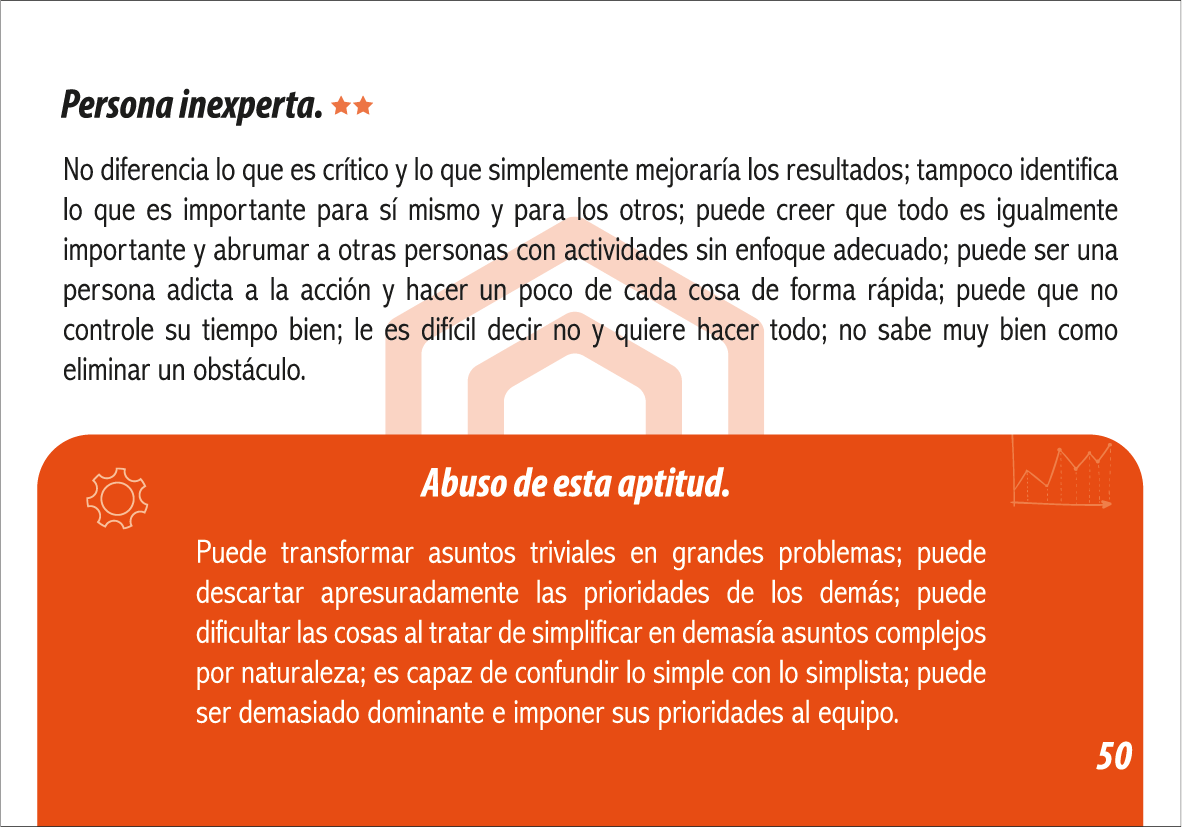 Persona inexperta.
No diferencia lo que es crítico y lo que simplemente mejoraría los resultados; tampoco identifica
lo que es importante para sí mismo y para los otros; puede creer que todo es igualmente
importante y abrumar a otras personas con actividades sin enfoque adecuado; puede ser una
persona adicta a la acción y hacer un poco de cada cosa de forma rápida; puede que no
controle su tiempo bien; le es difícil decir no y quiere hacer todo; no sabe muy bien como
eliminar un obstáculo.
Abuso de esta aptitud.
Puede transformar asuntos triviales en grandes problemas; puede
descartar apresuradamente las prioridades de los demás; puede
dificultar las cosas al tratar de simplificar en demasía asuntos complejos
por naturaleza; es capaz de confundir lo simple con lo simplista; puede
ser demasiado dominante e imponer sus prioridades al equipo.
50